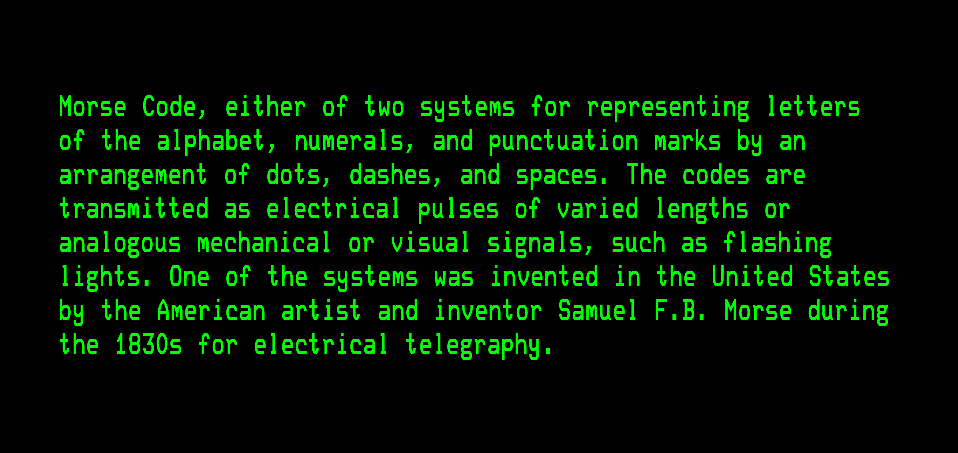 Morse Code, either of two systems for representing letters
of the alphabet, numerals, and punctuation marks by an
arrangement of dots, dashes, and spaces. The codes are
transmitted as electrical pulses of varied lengths or
analogous mechanical or visual signals, such as flashing
lights. One of the systems was invented in the United States
by the American artist and inventor Samuel F.B. Morse during
the 1830s for electrical telegraphy.